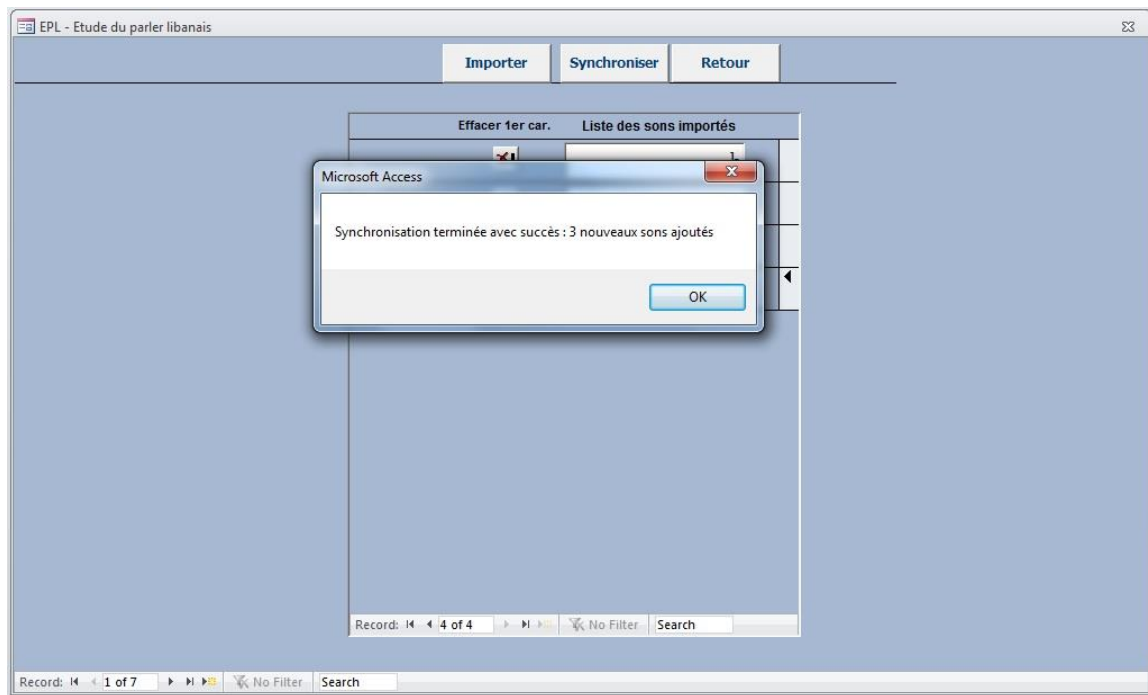 EPL - Etude du parler libanais
Importer Synchroniser Retour
Effacer 1er car. Liste des sons importés
Microsoft Access
Synchronisation terminée avec succès : 3 nouveaux sons ajoutés
OK
Record: 4 of 4 No Filter Search
Record: 1 of 7 No Filter Search